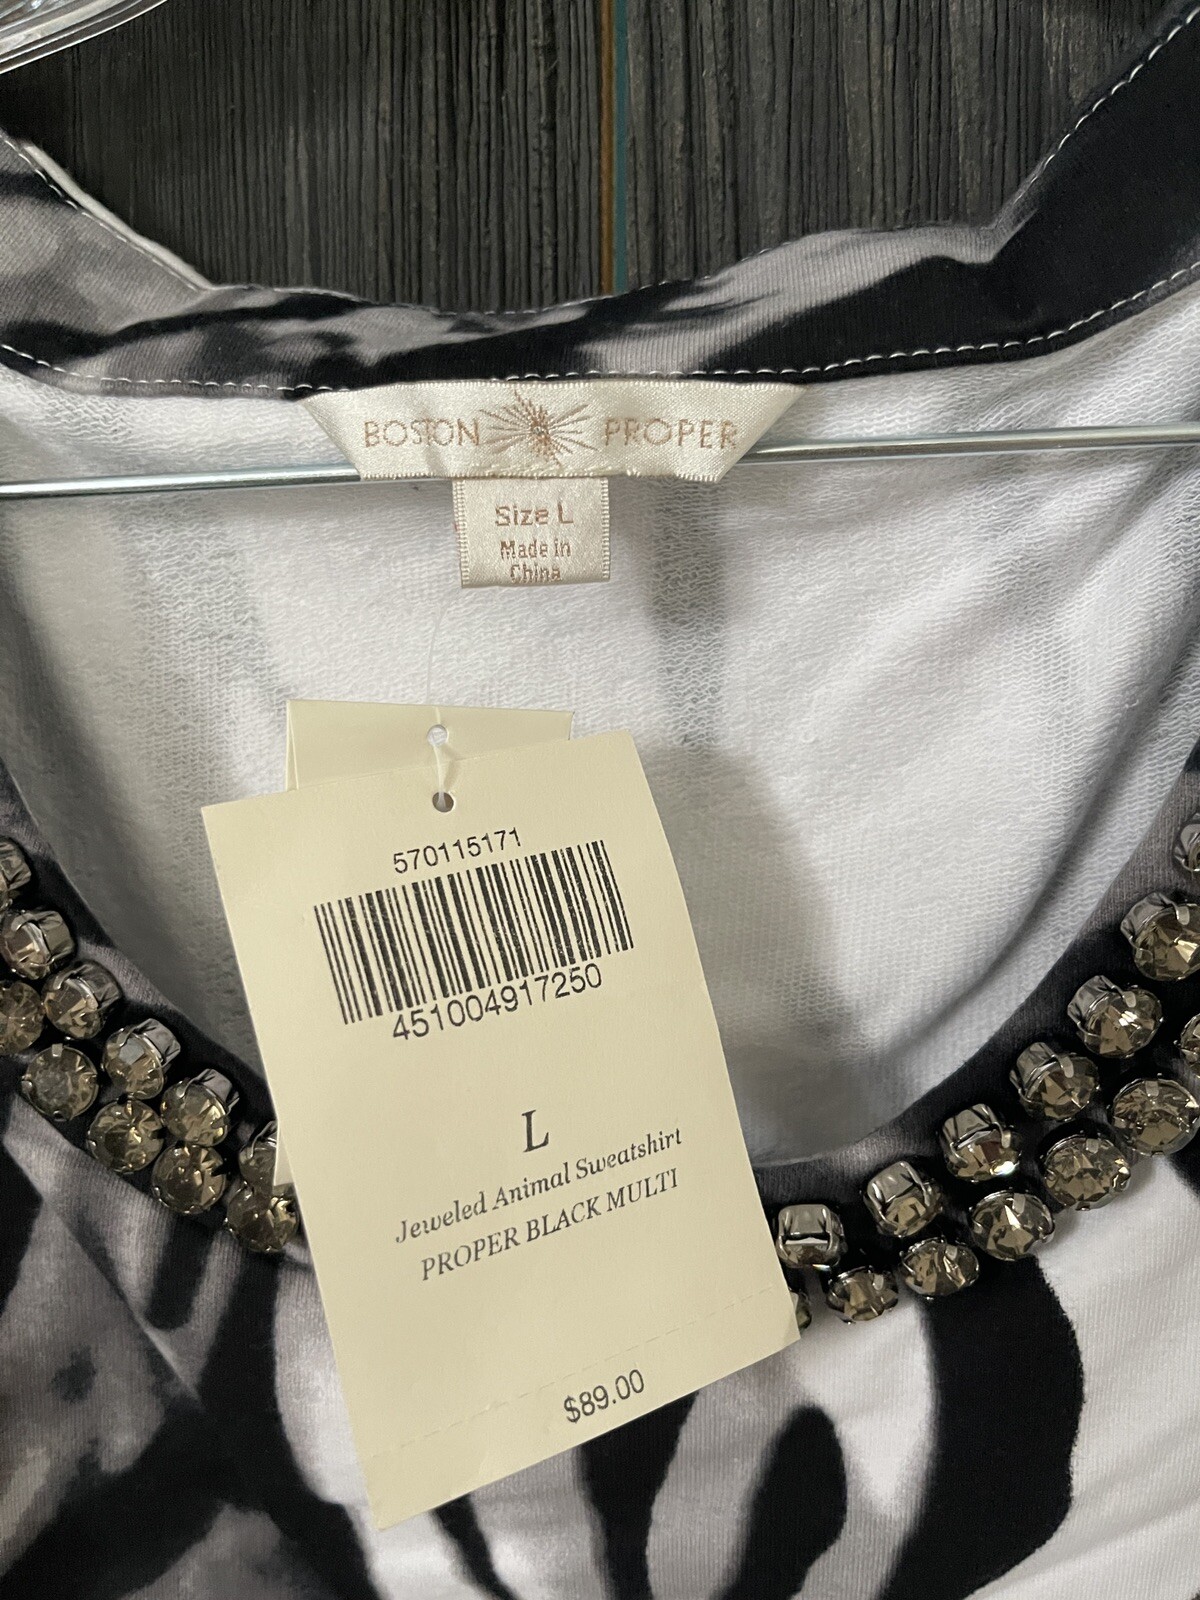 BOSTON PROPER
Size L
Made in
China
570115171
451004917250
L
Jeweled Animal Sweatshirt
PROPER BLACK MULTI
$89.00